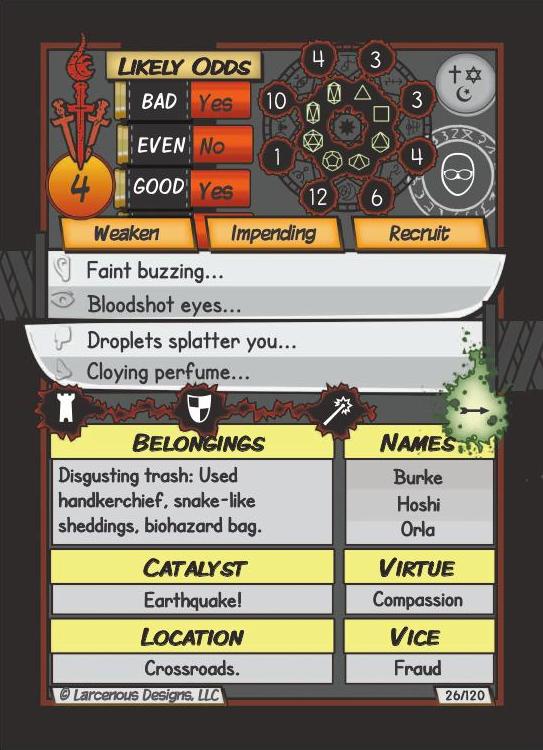 LIKELY ODDS
BAD Yes
EVEN No
GOOD Yes
4
4 3
10 3
1 4
12 6
Weaken Impending Recruit
Faint buzzing...
Bloodshot eyes...
Droplets splatter you...
Cloying perfume...
BELONGINGS
Disgusting trash: Used
handkerchief, snake-like
sheddings, biohazard bag.
NAMES
Burke
Hoshi
Orla
CATALYST
Earthquake!
VIRTUE
Compassion
LOCATION
Crossroads.
VICE
Fraud
© Larcenous Designs, LLC
26/120